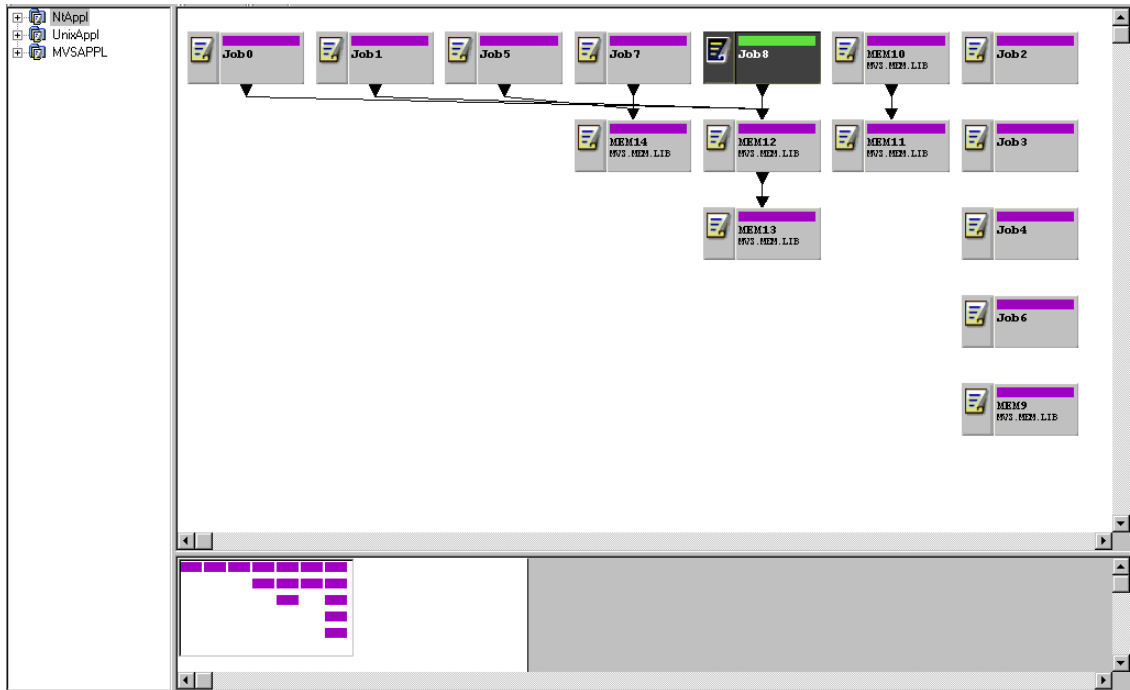 NtAppl
UnixAppl
MVSAPPL
Job0
Job1
Job5
Job7
Job8
MEM10
MVS.MEM.LIB
Job2
MEM14
MVS.MEM.LIB
MEM12
MVS.MEM.LIB
MEM11
MVS.MEM.LIB
Job3
MEM13
MVS.MEM.LIB
Job4
Job6
MEM9
MVS.MEM.LIB